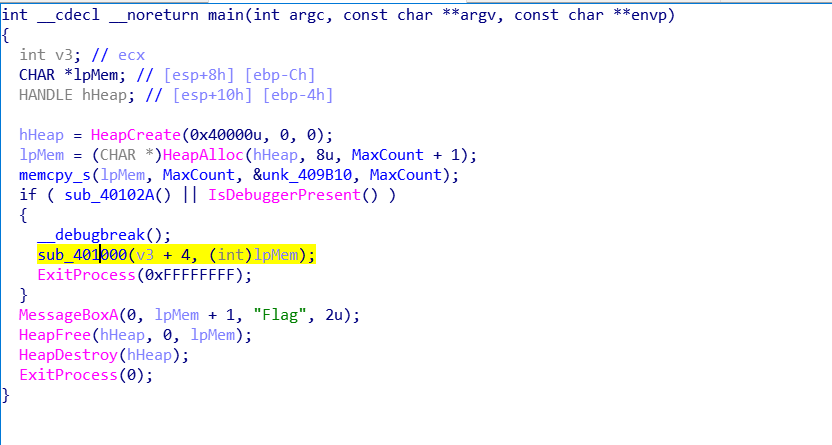 int __cdecl __noreturn main(int argc, const char **argv, const char **envp)
{
  int v3; // ecx
  CHAR *lpMem; // [esp+8h] [ebp-Ch]
  HANDLE hHeap; // [esp+10h] [ebp-4h]

  hHeap = HeapCreate(0x40000u, 0, 0);
  lpMem = (CHAR *)HeapAlloc(hHeap, 8u, MaxCount + 1);
  memcpy_s(lpMem, MaxCount, &unk_409B10, MaxCount);
  if ( sub_40102A() || IsDebuggerPresent() )
  {
    __debugbreak();
    sub_401000(v3 + 4, (int)lpMem);
    ExitProcess(0xFFFFFFFF);
  }
  MessageBoxA(0, lpMem + 1, "Flag", 2u);
  HeapFree(hHeap, 0, lpMem);
  HeapDestroy(hHeap);
  ExitProcess(0);
}